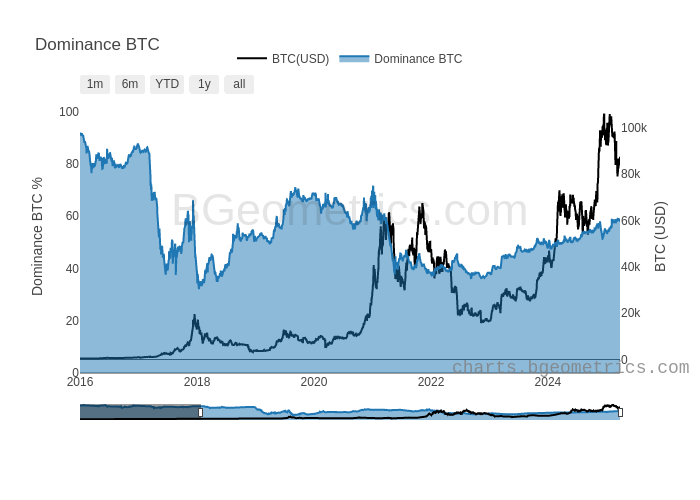 Dominance BTC
BTC(USD) Dominance BTC
1m 6m YTD 1y all
100
80
60
40
20
0
Dominance BTC %
100k
80k
60k
40k
20k
0
BTC (USD)
BGeometrics.com
charts.bgeometrics.com
2016 2018 2020 2022 2024